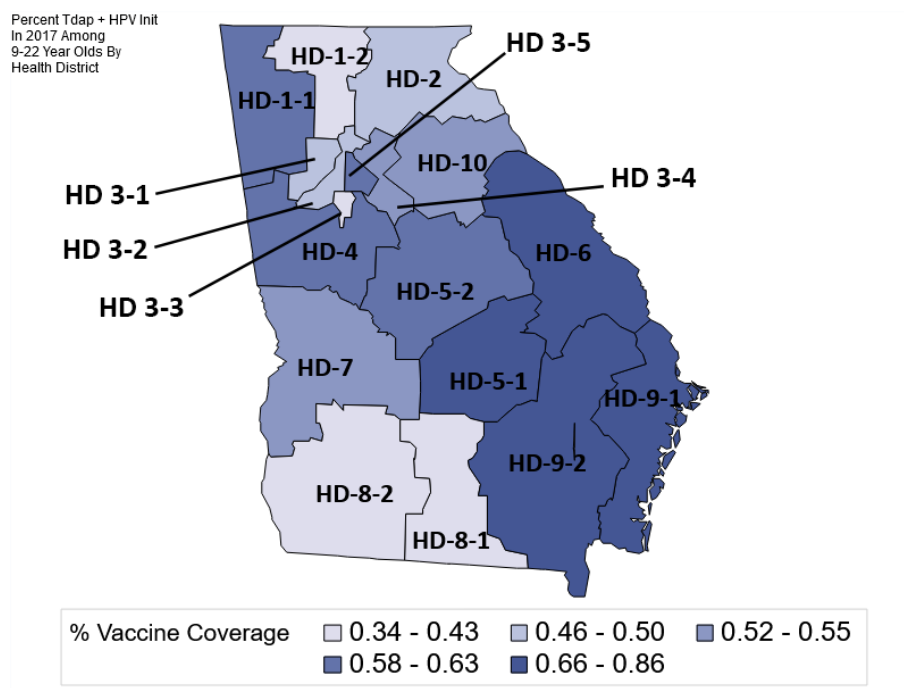 Percent Tdap + HPV Init
In 2017 Among
9-22 Year Olds By
Health District
HD 3-5
HD-1-2
HD-2
HD-1-1
HD-10
HD 3-4
HD 3-1
HD 3-2
HD-4
HD-6
HD 3-3
HD-5-2
HD-7
HD-5-1
HD-9-1
HD-9-2
HD-8-2
HD-8-1
% Vaccine Coverage
0.34 - 0.43
0.46 - 0.50
0.52 - 0.55
0.58 - 0.63
0.66 - 0.86